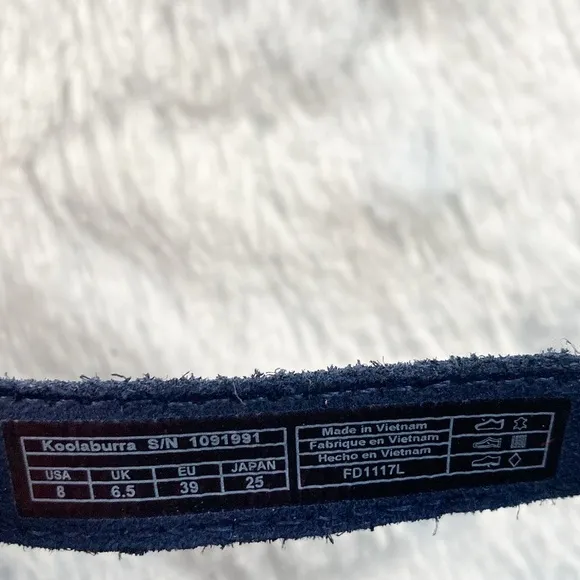 Koolaburra S/N 1091991
USA UK EU JAPAN
8 6.5 39 25
Made in Vietnam
Fabrique en Vietnam
Hecho en Vietnam
FD1117L